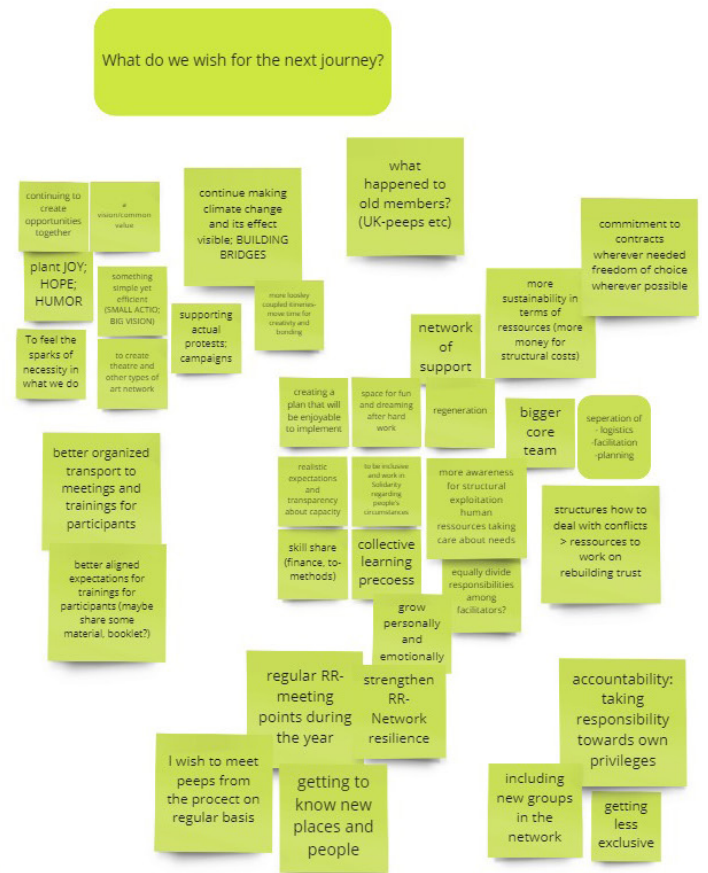 What do we wish for the next journey?
what
happened to
old members?
(UK-peeps etc)
continuing to
create
opportunities
together
a
vision/common
value
continue making
climate change
and its effect
visible; BUILDING
BRIDGES
commitment to
contracts
wherever needed
freedom of choice
wherever possible
plant JOY;
HOPE;
HUMOR
something
simple yet
efficient
(SMALL ACTIO;
BIG VISION)
more loosley
coupled itineries-
move time for
creativity and
bonding
more
sustainability in
terms of
ressources (more
money for
structural costs)
supporting
actual
protests;
campaigns
network
of
support
To feel the
sparks of
necessity in
what we do
to create
theatre and
other types of
art network
creating a
plan that will
be enjoyable
to implement
space for fun
and dreaming
after hard
work
regeneration
bigger
core
team
seperation of
- logistics
-facilitation
-planning
better organized
transport to
meetings and
trainings for
participants
realistic
expectations
and
transparency
about capacity
to be inclusive
and work in
Solidarity
regarding
people's
circumstances
more awareness
for structural
exploitation
human
ressources taking
care about needs
structures how to
deal with conflicts
> ressources to
work on
rebuilding trust
skill share
(finance, to-
methods)
collective
learning
precoess
better aligned
expectations for
trainings for
participants (maybe
share some
material, booklet?)
equally divide
responsibilities
among
facilitators?
grow
personally
and
emotionally
regular RR-
meeting
points during
the year
strengthen
RR-
Network
resilience
accountability:
taking
responsibility
towards own
privileges
I wish to meet
peeps from
the procect on
regular basis
getting to
know new
places and
people
including
new groups
in the
network
getting
less
exclusive